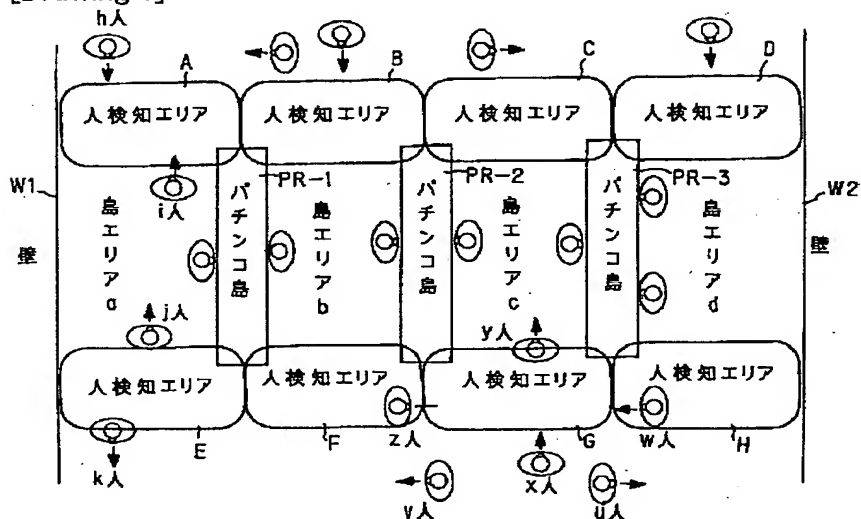 h人
A
B
C
D
人検知エリア
人検知エリア
人検知エリア
人検知エリア
W1
壁
i人
島エリアa
パチンコ島
PR-1
島エリアb
パチンコ島
PR-2
島エリアc
パチンコ島
PR-3
島エリアd
W2
壁
j人
y人
人検知エリア
人検知エリア
人検知エリア
人検知エリア
k人
E
F
z人
G
w人
H
v人
x人
u人